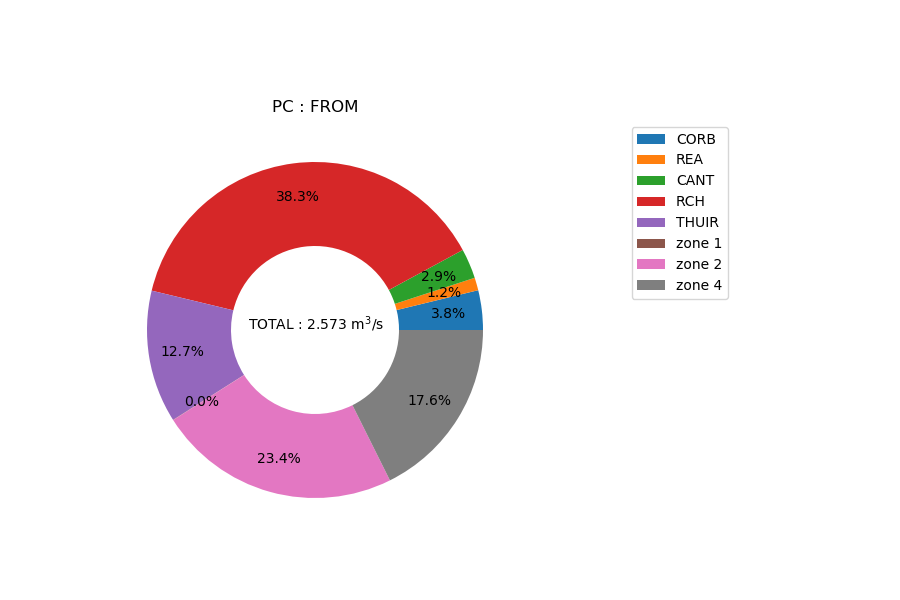 PC : FROM
CORB
REA
CANT
RCH
THUIR
zone 1
zone 2
zone 4
38.3%
2.9%
1.2%
3.8%
TOTAL : 2.573 m³/s
12.7%
0.0%
17.6%
23.4%